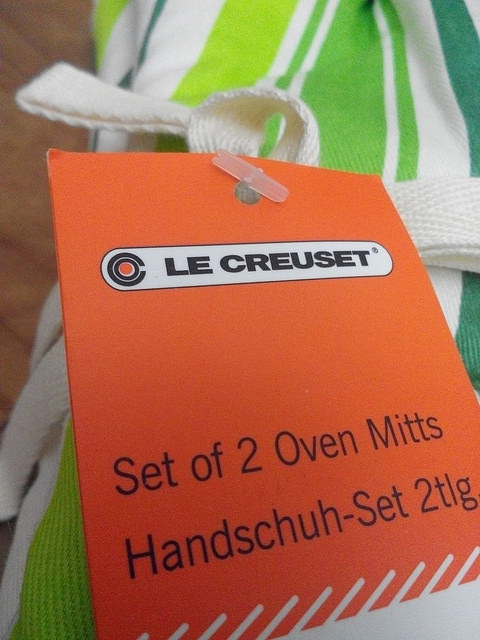 LE CREUSET®
Set of 2 Oven Mitts
Handschuh-Set 2tlg.